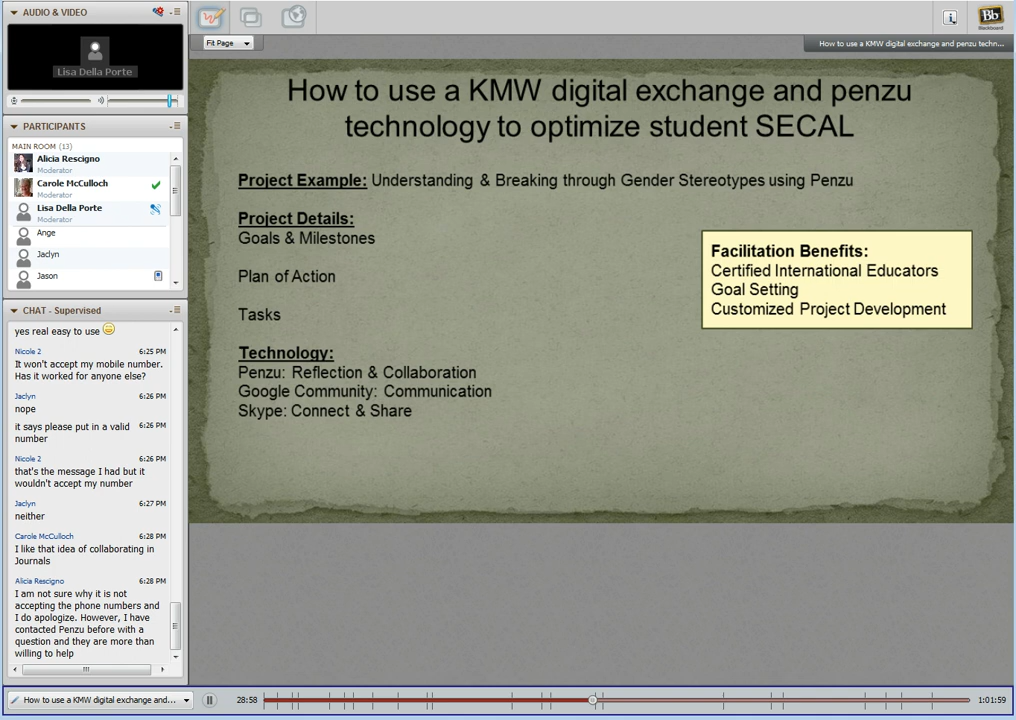 AUDIO & VIDEO
Lisa Della Porte
PARTICIPANTS
MAIN ROOM (13)
Alicia Rescigno
Moderator
Carole McCulloch
Moderator
Lisa Della Porte
Moderator
Ange
Jaclyn
Jason
CHAT - Supervised
yes real easy to use
Nicole 2 6:25 PM
It won't accept my mobile number.
Has it worked for anyone else?
Jaclyn 6:26 PM
nope
it says please put in a valid 6:26 PM
number
Nicole 2 6:26 PM
that's the message I had but it
wouldn't accept my number
Jaclyn 6:27 PM
neither
Carole McCulloch 6:28 PM
I like that idea of collaborating in
Journals
Alicia Rescigno 6:28 PM
I am not sure why it is not
accepting the phone numbers and
I do apologize. However, I have
contacted Penzu before with a
question and they are more than
willing to help
Fit Page
Bb
Blackboard
How to use a KMW digital exchange and penzu techn...
How to use a KMW digital exchange and penzu
technology to optimize student SECAL
Project Example: Understanding & Breaking through Gender Stereotypes using Penzu
Project Details:
Goals & Milestones
Plan of Action
Tasks
Technology:
Penzu: Reflection & Collaboration
Google Community: Communication
Skype: Connect & Share
Facilitation Benefits:
Certified International Educators
Goal Setting
Customized Project Development
How to use a KMW digital exchange and... 28:58 1:01:59